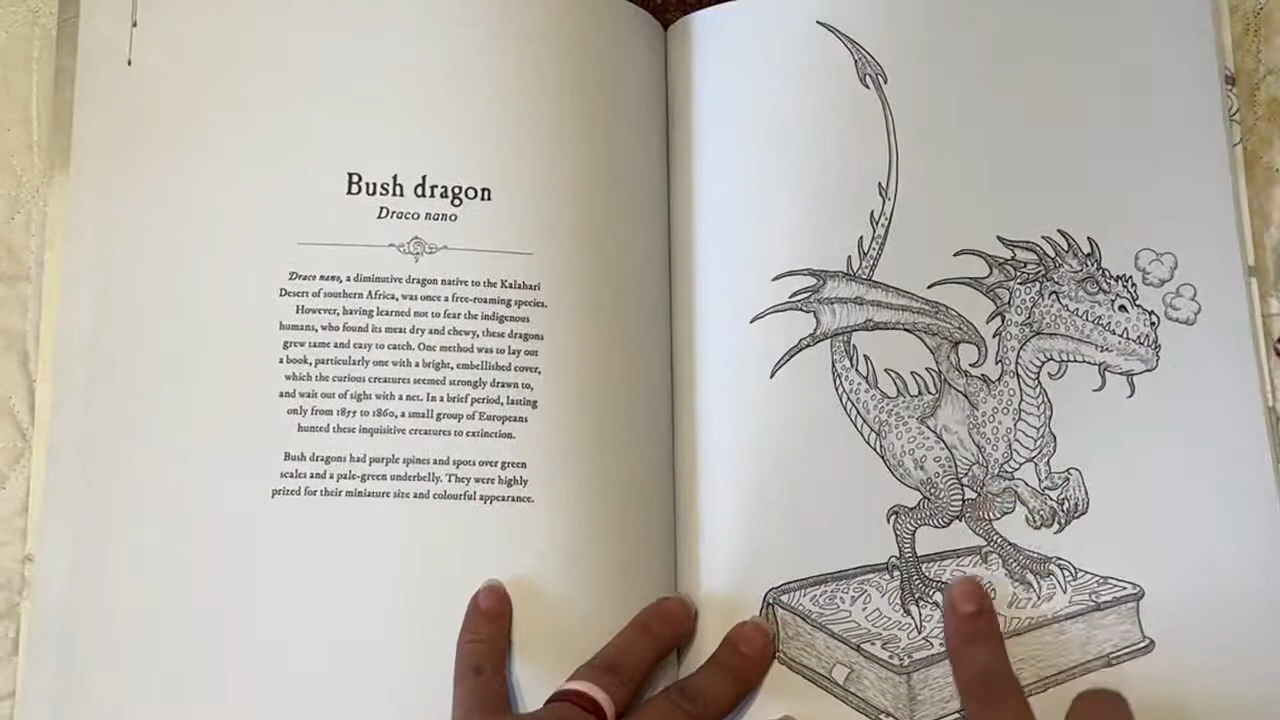 Bush dragon
Draco nano
Draco nano, a diminutive dragon native to the Kalahari
Desert of southern Africa, was once a free-roaming species.
However, having learned not to fear the indigenous
humans, who found its meat dry and chewy, these dragons
grew tame and easy to catch. One method was to lay out
a book, particularly one with a bright, embellished cover,
which the curious creatures seemed strongly drawn to,
and wait out of sight with a net. In a brief period, lasting
only from 1855 to 1860, a small group of Europeans
hunted these inquisitive creatures to extinction.
Bush dragons had purple spines and spots over green
scales and a pale-green underbelly. They were highly
prized for their miniature size and colourful appearance.